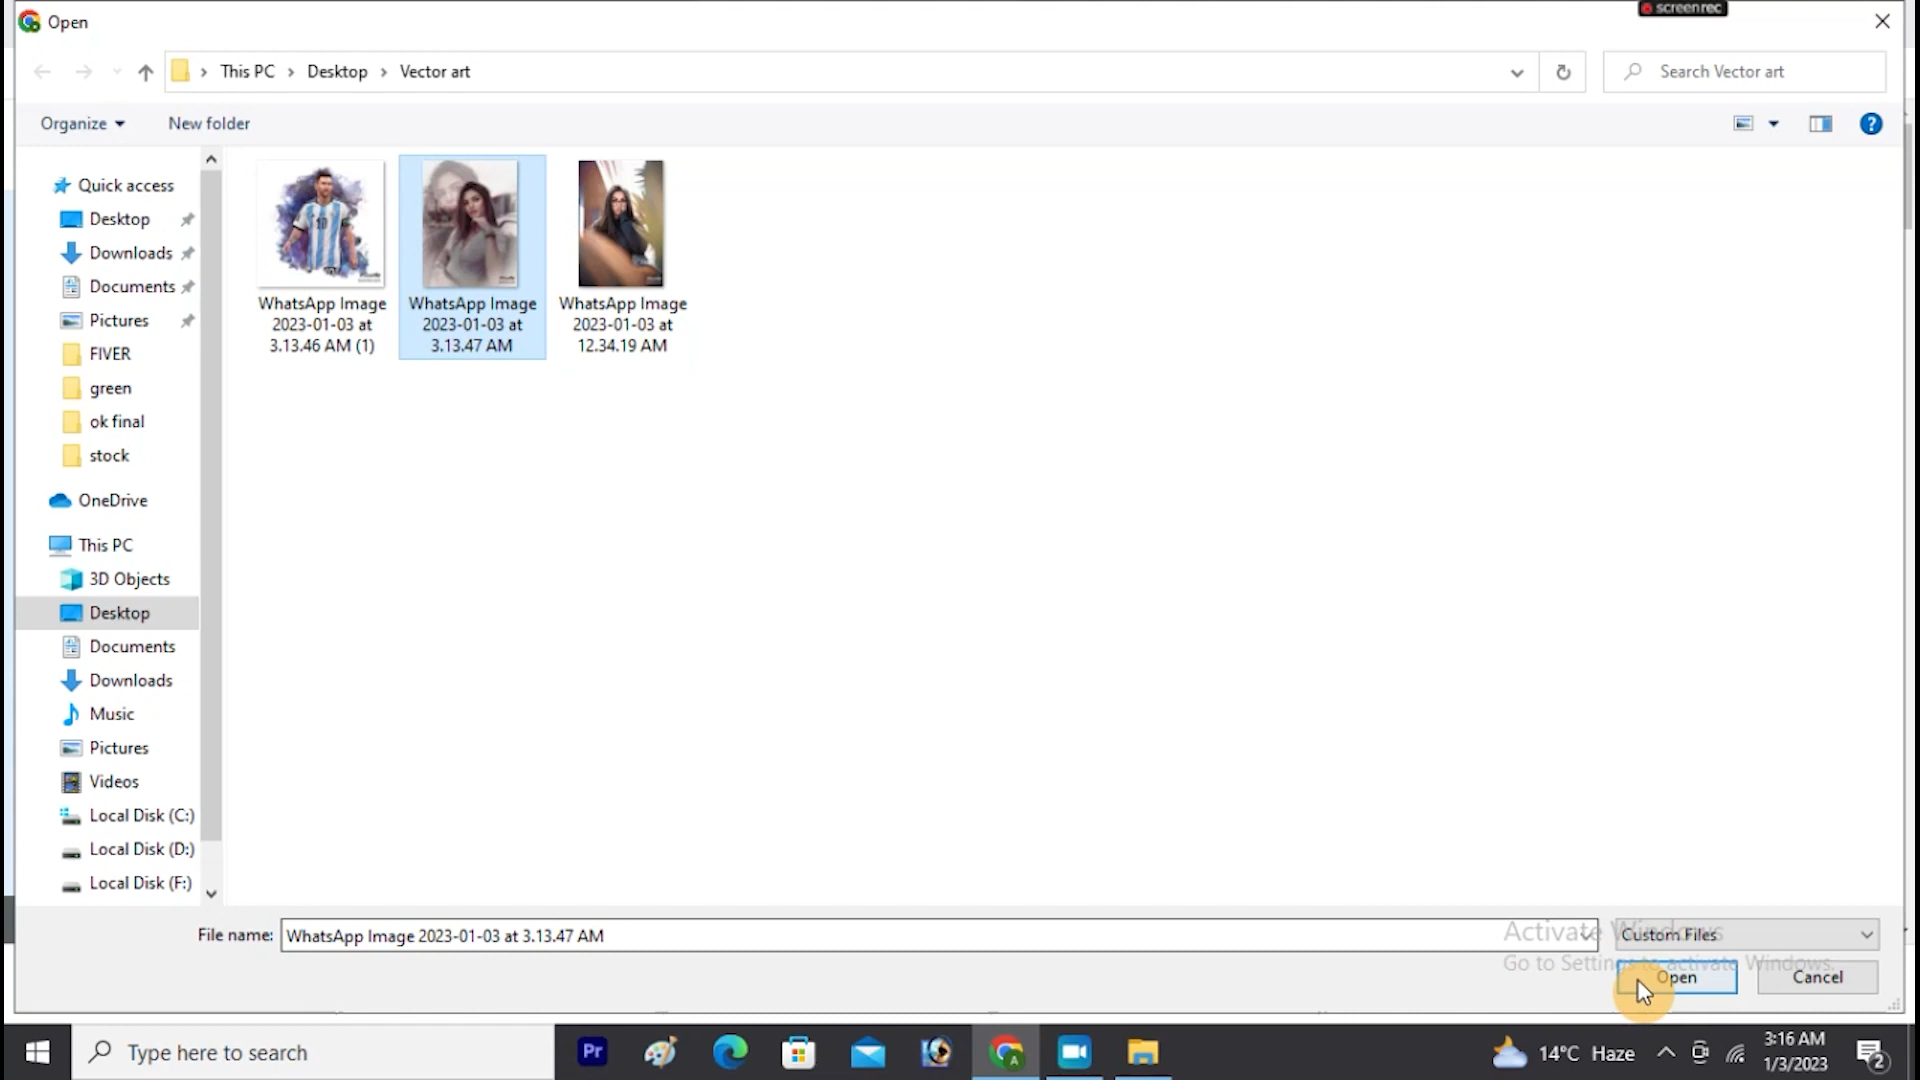 Open
screenrec
This PC > Desktop > Vector art
Search Vector art
Organize
New folder
?
Quick access
Desktop
Downloads
Documents
Pictures
FIVER
green
ok final
stock
OneDrive
This PC
3D Objects
Desktop
Documents
Downloads
Music
Pictures
Videos
Local Disk (C:)
Local Disk (D:)
Local Disk (F:)
10
WhatsApp Image
2023-01-03 at
3.13.46 AM (1)
WhatsApp Image
2023-01-03 at
3.13.47 AM
WhatsApp Image
2023-01-03 at
12.34.19 AM
File name:
WhatsApp Image 2023-01-03 at 3.13.47 AM
Custom Files
Activate Windows
Go to Settings to activate Windows.
Open
Cancel
Type here to search
Pr
A
14°C Haze
3:16 AM
1/3/2023
2